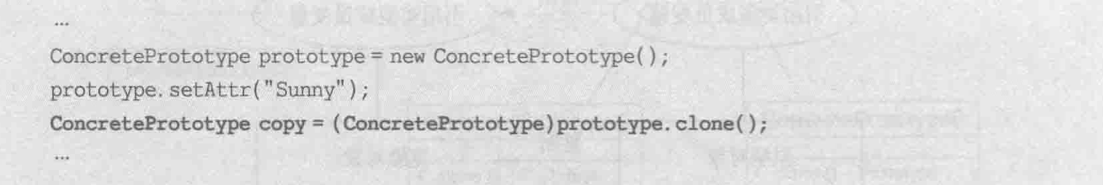 …
ConcretePrototype prototype = new ConcretePrototype();
prototype.setAttr("Sunny");
ConcretePrototype copy = (ConcretePrototype)prototype.clone();
…